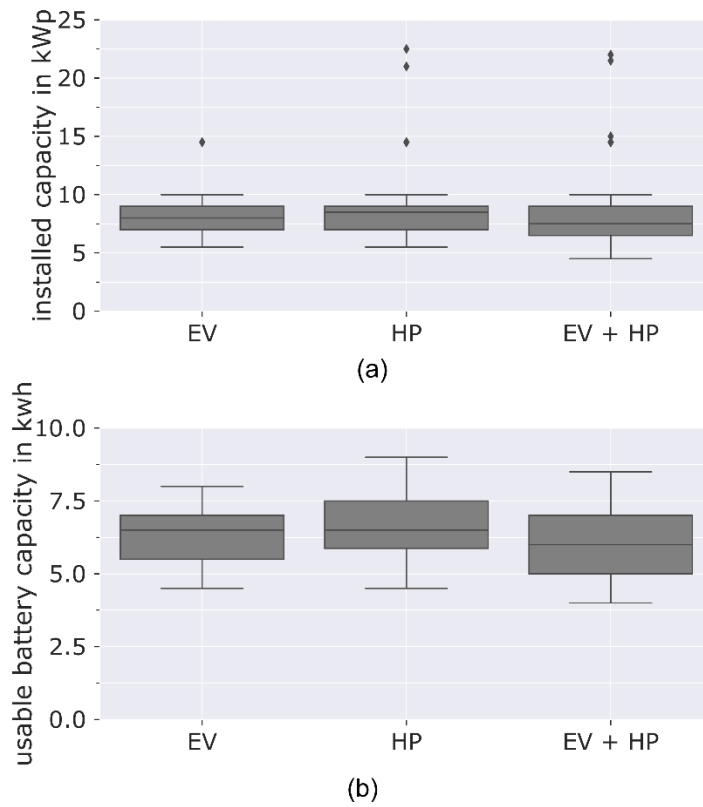 installed capacity in kWp
25
20
15
10
5
0
EV HP EV + HP
(a)
usable battery capacity in kwh
10.0
7.5
5.0
2.5
0.0
EV HP EV + HP
(b)